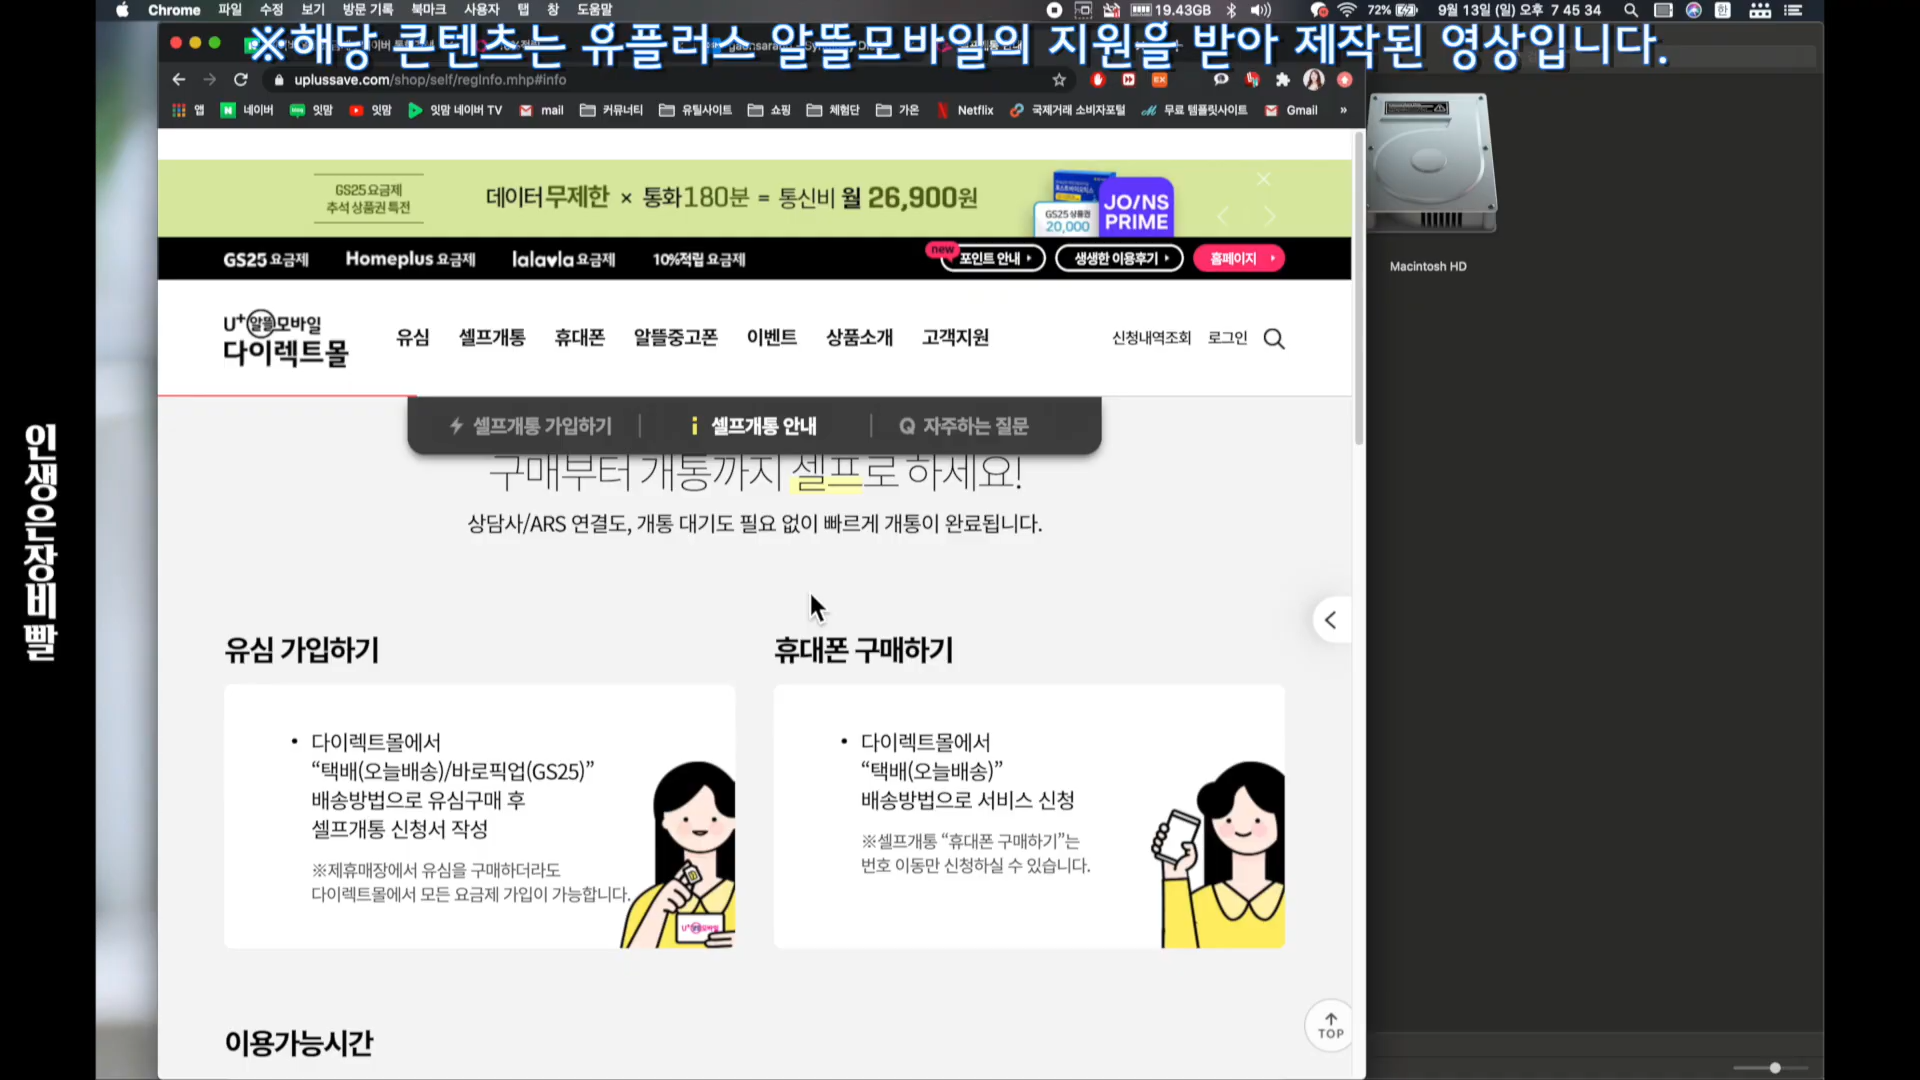 Chrome 파일 수정 보기 방문 기록 북마크 사용자 탭 창 도움말 19.43GB 72% 9월 13일 (일) 오후 7 45 34 한
※해당 콘텐츠는 유플러스 알뜰모바일의 지원을 받아 제작된 영상입니다.
uplussave.com/shop/self/regInfo.mhp#info
앱 네이버 잇맘 잇맘 잇맘 네이버 TV mail 커뮤니티 유틸사이트 쇼핑 체험단 가온 Netflix 국제거래 소비자포털 무료 템플릿사이트 Gmail »
GS25 요금제
추석 상품권 특전
데이터 무제한 × 통화180분 = 통신비 월 26,900원
GS25 상품권
20,000
JO/NS
PRIME
GS25 요금제 Homeplus 요금제 lalavla 요금제 10%적립 요금제 new 포인트 안내 생생한 이용후기 홈페이지
Macintosh HD
U+알뜰모바일
다이렉트몰
유심 셀프개통 휴대폰 알뜰중고폰 이벤트 상품소개 고객지원 신청내역조회 로그인
셀프개통 가입하기 i 셀프개통 안내 Q 자주하는 질문
구매부터 개통까지 셀프로 하세요!
상담사/ARS 연결도, 개통 대기도 필요 없이 빠르게 개통이 완료됩니다.
인생은장비빨
유심 가입하기
• 다이렉트몰에서
“택배(오늘배송)/바로픽업(GS25)”
배송방법으로 유심구매 후
셀프개통 신청서 작성
※제휴매장에서 유심을 구매하더라도
다이렉트몰에서 모든 요금제 가입이 가능합니다.
U+알뜰모바일
휴대폰 구매하기
• 다이렉트몰에서
“택배(오늘배송)”
배송방법으로 서비스 신청
※셀프개통 “휴대폰 구매하기”는
번호 이동만 신청하실 수 있습니다.
TOP
이용가능시간